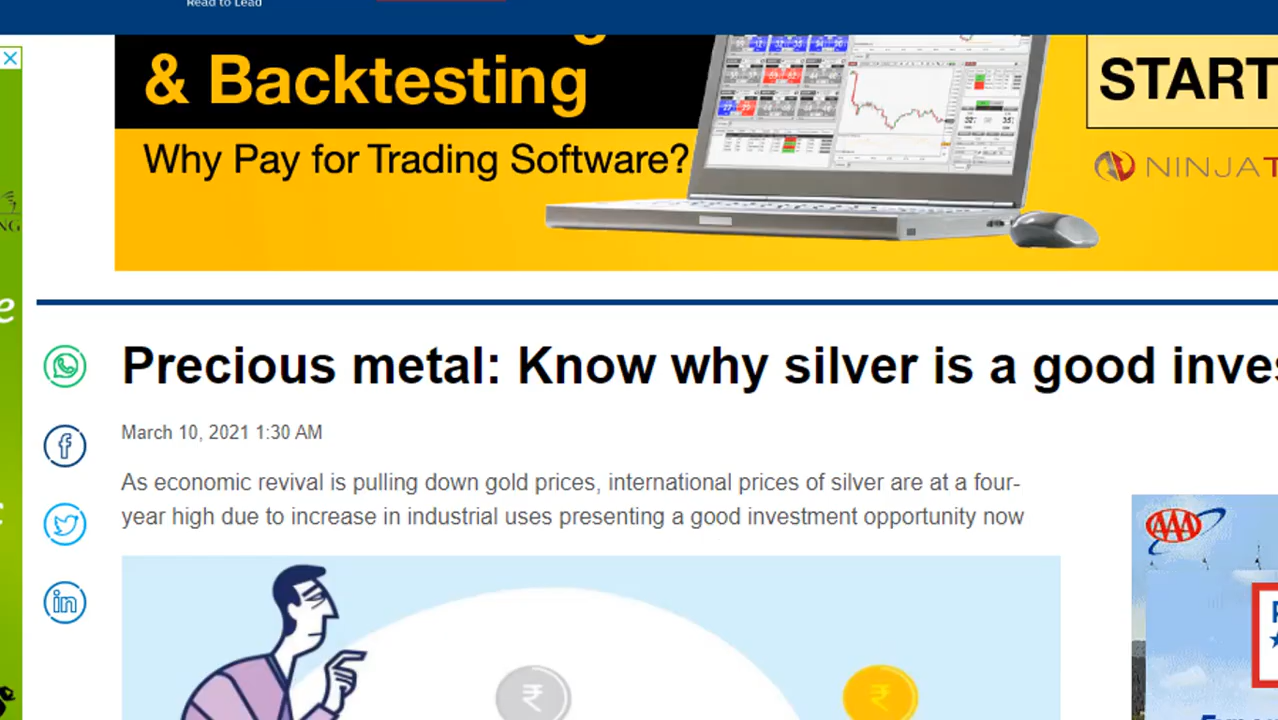 Read to Lead
& Backtesting
Why Pay for Trading Software?
START
NINJAT
Precious metal: Know why silver is a good inves
March 10, 2021 1:30 AM
As economic revival is pulling down gold prices, international prices of silver are at a four-
year high due to increase in industrial uses presenting a good investment opportunity now
AAA
₹
₹